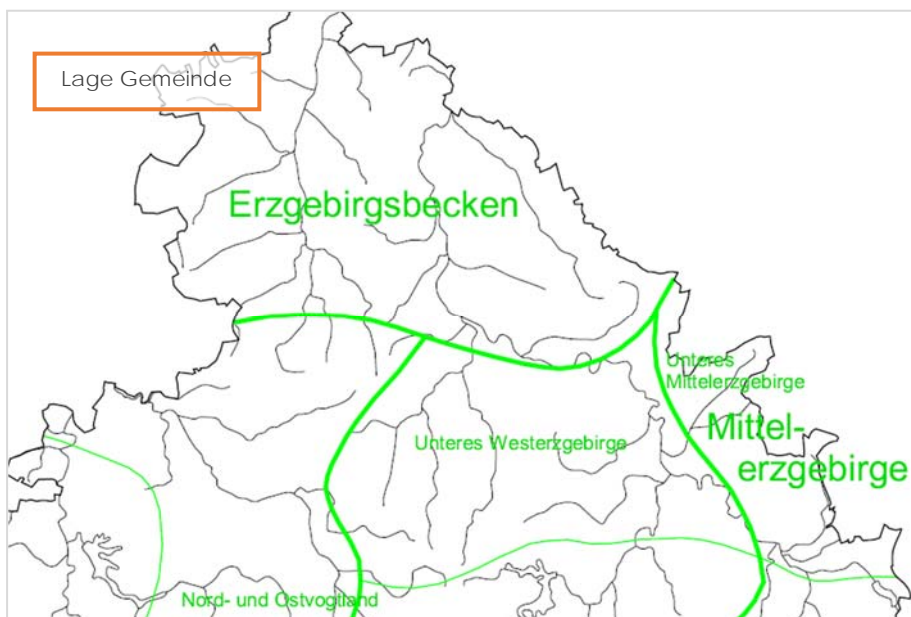 Lage Gemeinde
Erzgebirgsbecken
Unteres
Mittelerzgebirge
Mittel-
erzgebirge
Unteres Westerzgebirge
Nord- und Ostvogtland